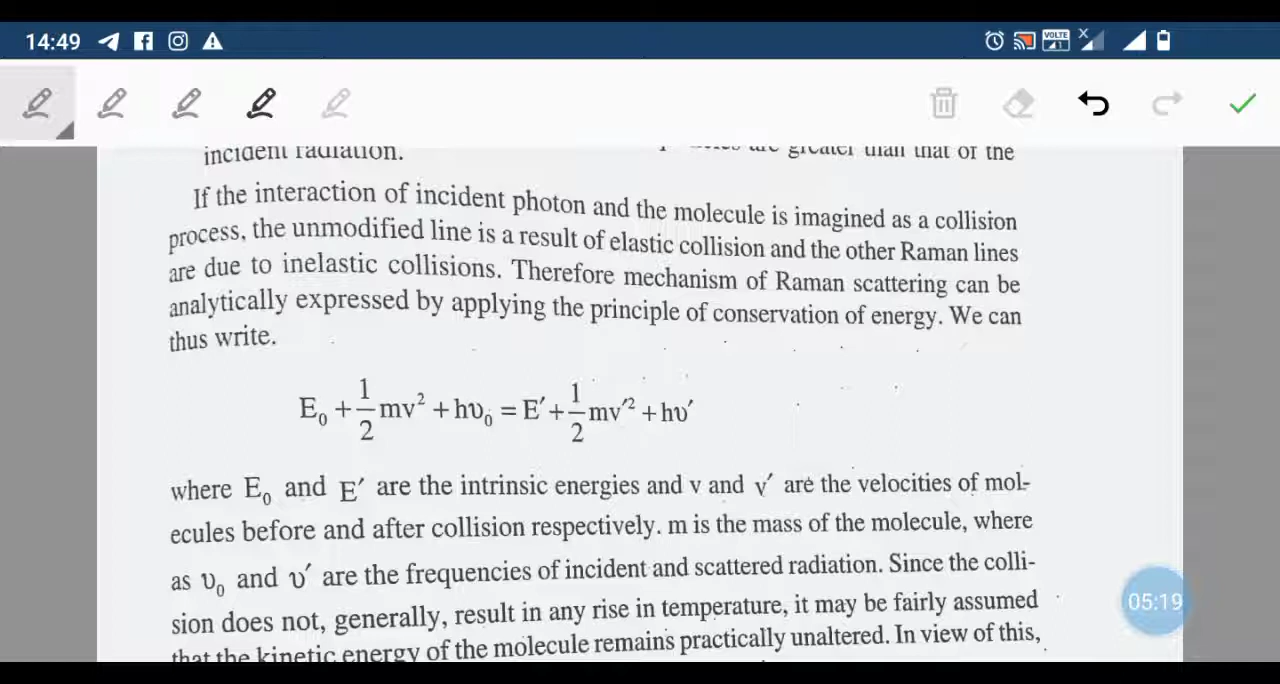 14:49
VOLTE
incident radiation. are greater than that of the
If the interaction of incident photon and the molecule is imagined as a collision
process, the unmodified line is a result of elastic collision and the other Raman lines
are due to inelastic collisions. Therefore mechanism of Raman scattering can be
analytically expressed by applying the principle of conservation of energy. We can
thus write.
E₀ + 1/2 mv² + hυ₀ = E′ + 1/2 mv′² + hυ′
where E₀ and E′ are the intrinsic energies and v and v′ are the velocities of mol-
ecules before and after collision respectively. m is the mass of the molecule, where
as υ₀ and υ′ are the frequencies of incident and scattered radiation. Since the colli-
sion does not, generally, result in any rise in temperature, it may be fairly assumed
that the kinetic energy of the molecule remains practically unaltered. In view of this,
05:19